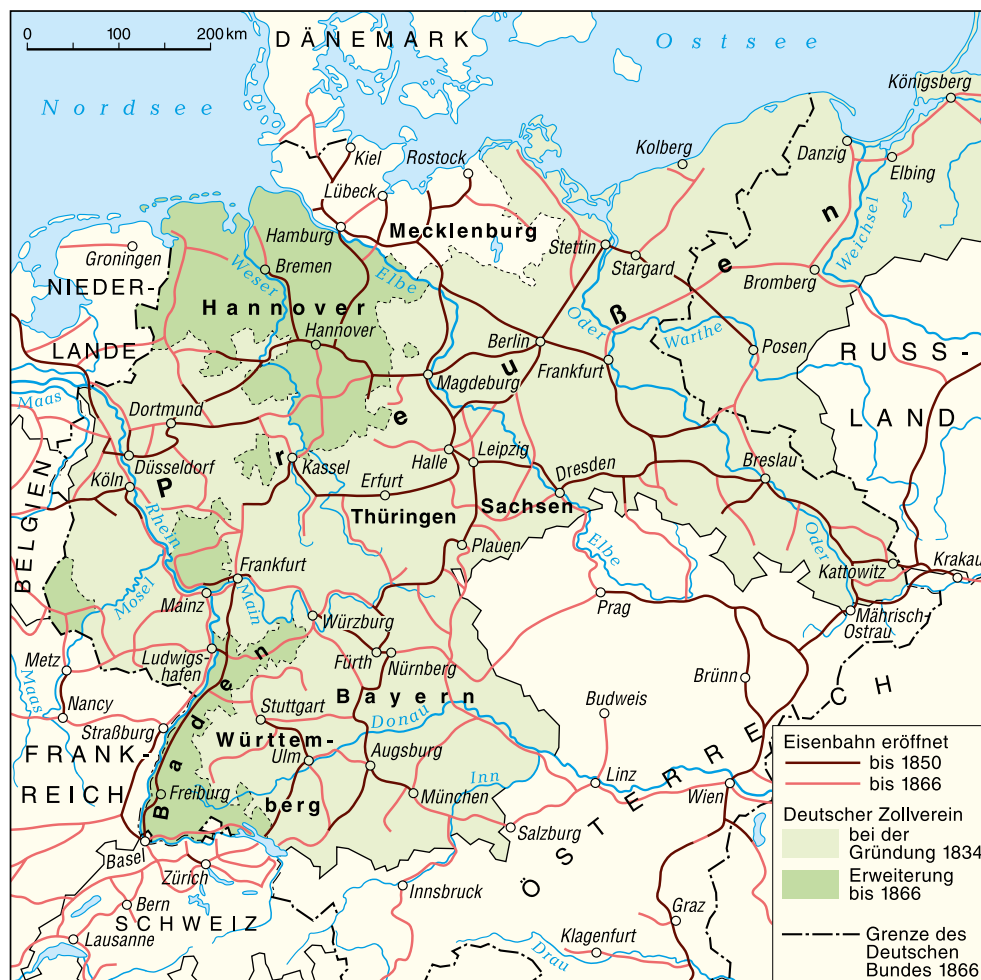 0 100 200 km
DÄNEMARK
Ostsee
Nordsee
Königsberg
Kiel
Rostock
Kolberg
Danzig
Elbing
Lübeck
Hamburg
Mecklenburg
Weichsel
Groningen
Bremen
Weser
Elbe
Stettin
Stargard
Bromberg
NIEDER-
LANDE
Hannover
Hannover
Oder
Warthe
Berlin
Frankfurt
Posen
RUSS-
LAND
Maas
Magdeburg
Preußen
Dortmund
Düsseldorf
Kassel
Halle
Leipzig
Dresden
Breslau
Köln
Erfurt
Thüringen
Sachsen
BELGIEN
Rhein
Plauen
Elbe
Oder
Kattowitz
Krakau
Mosel
Frankfurt
Mainz
Main
Würzburg
Prag
Mährisch-
Ostrau
Metz
Ludwigs-
hafen
Fürth
Nürnberg
Brünn
Maas
Nancy
Baden
Bayern
Stuttgart
Donau
Budweis
Straßburg
Württem-
berg
Ulm
Augsburg
FRANK-
REICH
Inn
Linz
Wien
Freiburg
München
Salzburg
ÖSTERREICH
Basel
Zürich
Innsbruck
Bern
SCHWEIZ
Lausanne
Graz
Klagenfurt
Drau
Eisenbahn eröffnet
bis 1850
bis 1866
Deutscher Zollverein
bei der
Gründung 1834
Erweiterung
bis 1866
Grenze des
Deutschen
Bundes 1866